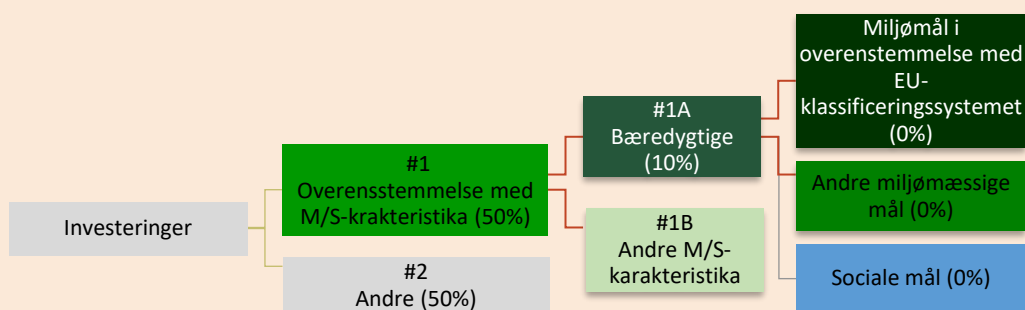 Investeringer
#1
Overensstemmelse med
M/S-krakteristika (50%)
#2
Andre (50%)
#1A
Bæredygtige
(10%)
#1B
Andre M/S-
karakteristika
Miljømål i
overenstemmelse med
EU-
klassificeringssystemet
(0%)
Andre miljømæssige
mål (0%)
Sociale mål (0%)